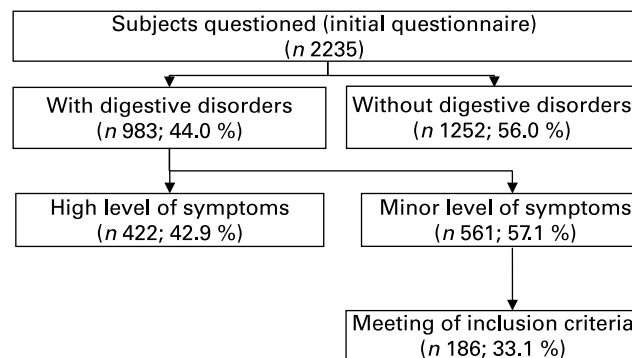 Subjects questioned (initial questionnaire)
(n 2235)
With digestive disorders
(n 983; 44.0 %)
Without digestive disorders
(n 1252; 56.0 %)
High level of symptoms
(n 422; 42.9 %)
Minor level of symptoms
(n 561; 57.1 %)
Meeting of inclusion criteria
(n 186; 33.1 %)